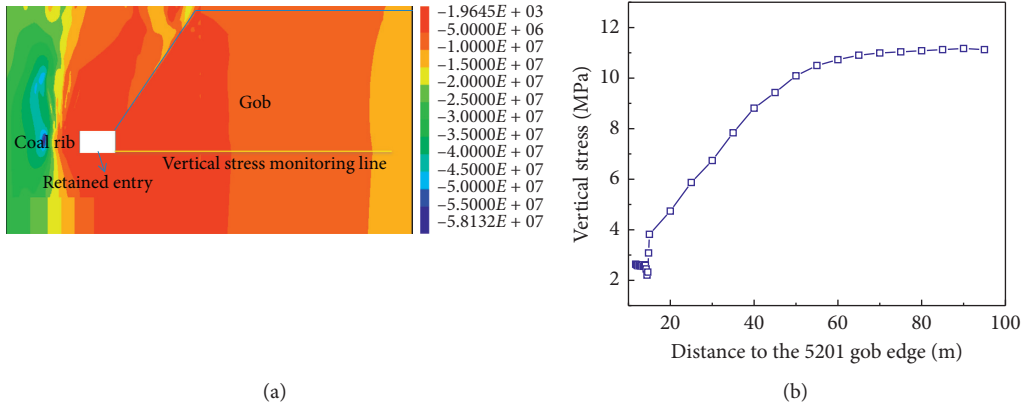 Coal rib
Retained entry
Gob
Vertical stress monitoring line
–1.9645E + 03
–5.0000E + 06
–1.0000E + 07
–2.0000E + 07
–2.5000E + 07
–3.0000E + 07
–3.5000E + 07
–4.0000E + 07
–4.5000E + 07
–5.0000E + 07
–5.5000E + 07
–5.8132E + 07
(a)
Vertical stress (MPa)
12
10
8
6
4
2
20 40 60 80 100
Distance to the 5201 gob edge (m)
(b)